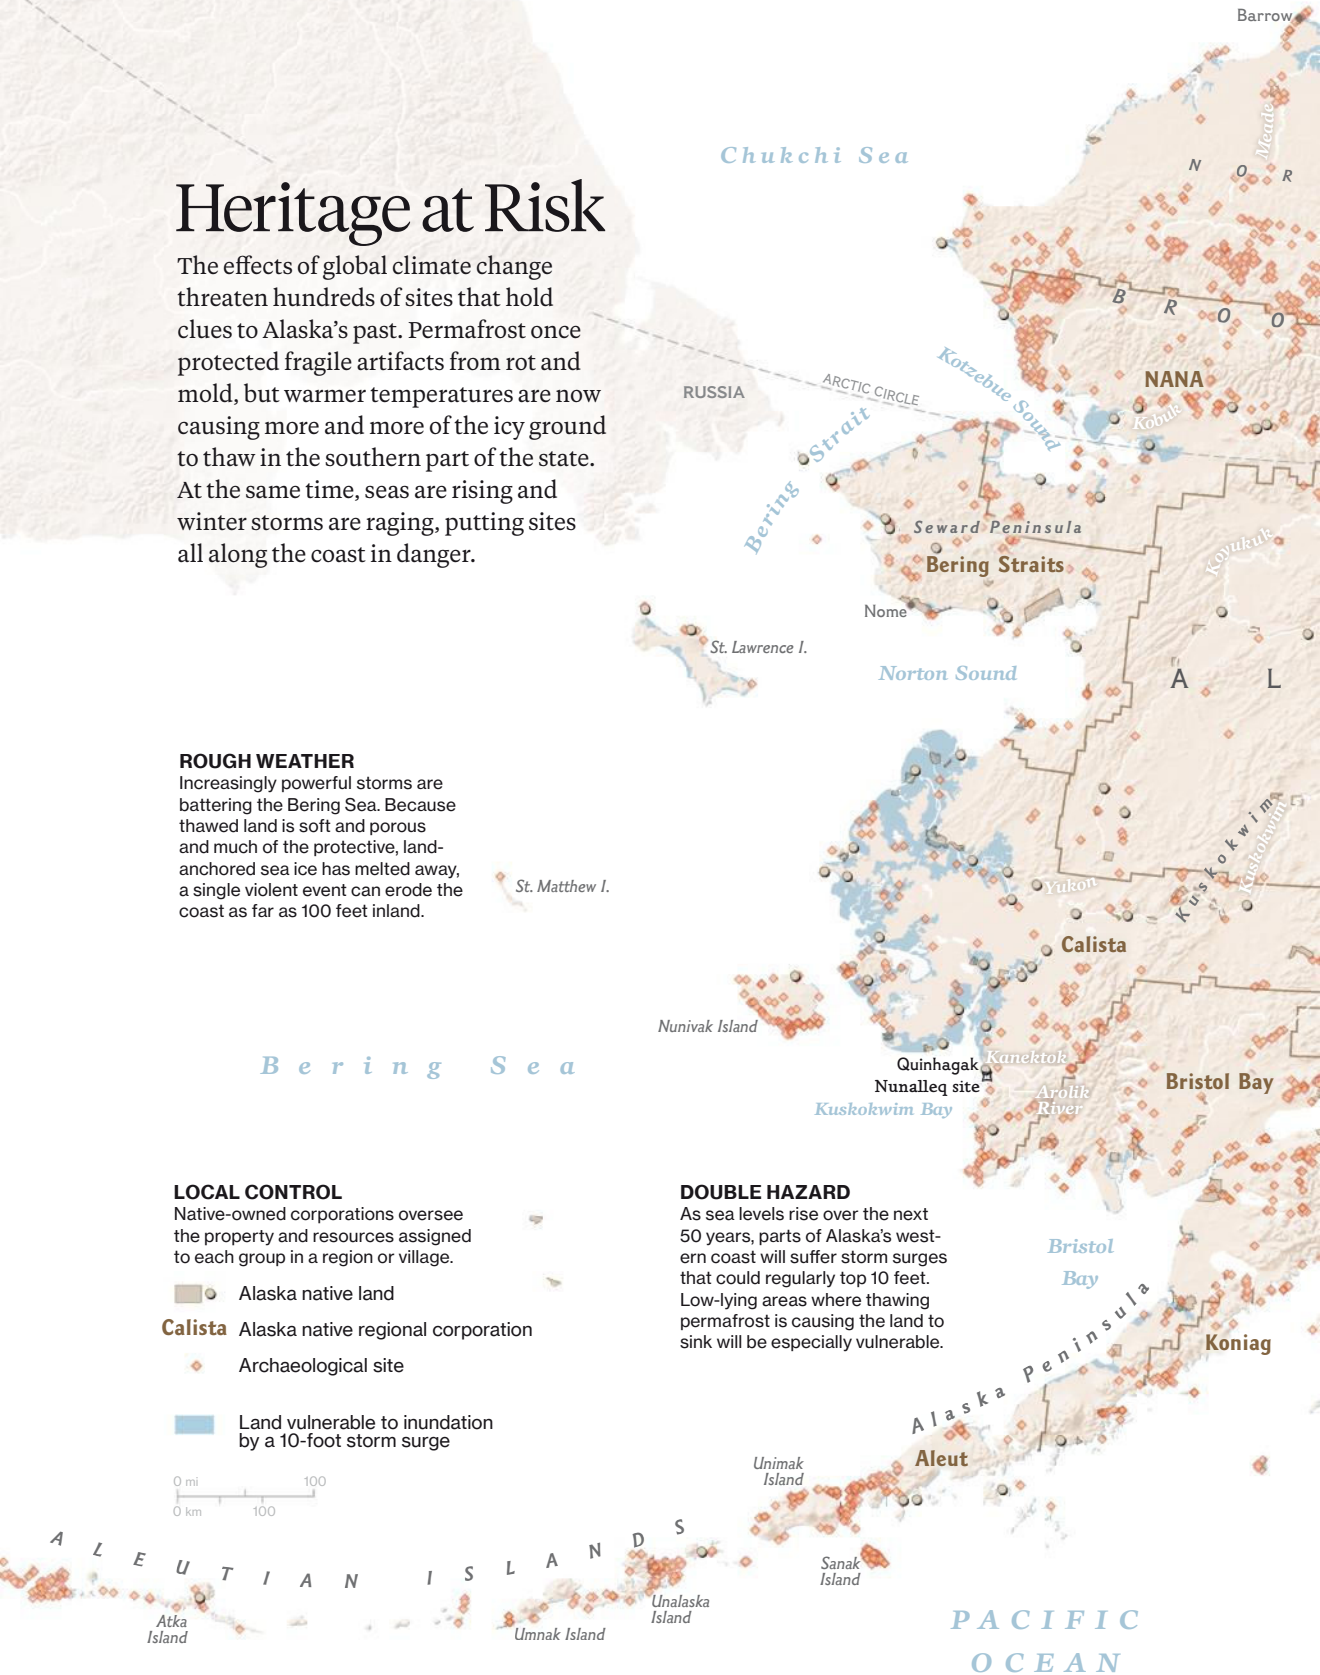 Barrow
Chukchi Sea
Meade
N O R
Heritage at Risk
The effects of global climate change
threaten hundreds of sites that hold
clues to Alaska's past. Permafrost once
protected fragile artifacts from rot and
mold, but warmer temperatures are now
causing more and more of the icy ground
to thaw in the southern part of the state.
At the same time, seas are rising and
winter storms are raging, putting sites
all along the coast in danger.
B R O O
NANA
Kotzebue Sound
RUSSIA
ARCTIC CIRCLE
Kobuk
Bering Strait
Seward Peninsula
Koyukuk
Bering Straits
Nome
St. Lawrence I.
Norton Sound
A L
ROUGH WEATHER
Increasingly powerful storms are
battering the Bering Sea. Because
thawed land is soft and porous
and much of the protective, land-
anchored sea ice has melted away,
a single violent event can erode the
coast as far as 100 feet inland.
St. Matthew I.
Kuskokwim
Kuskokwim
Yukon
Calista
Nunivak Island
Bering Sea
Quinhagak
Nunalleq site
Kanektok
Arolik
River
Bristol Bay
Kuskokwim Bay
LOCAL CONTROL
Native-owned corporations oversee
the property and resources assigned
to each group in a region or village.
Alaska native land
Calista Alaska native regional corporation
Archaeological site
Land vulnerable to inundation
by a 10-foot storm surge
0 mi 100
0 km 100
DOUBLE HAZARD
As sea levels rise over the next
50 years, parts of Alaska's west-
ern coast will suffer storm surges
that could regularly top 10 feet.
Low-lying areas where thawing
permafrost is causing the land to
sink will be especially vulnerable.
Bristol
Bay
Alaska Peninsula
Koniag
Aleut
Unimak
Island
Sanak
Island
ALEUTIAN ISLANDS
Unalaska
Island
Umnak Island
Atka
Island
PACIFIC
OCEAN